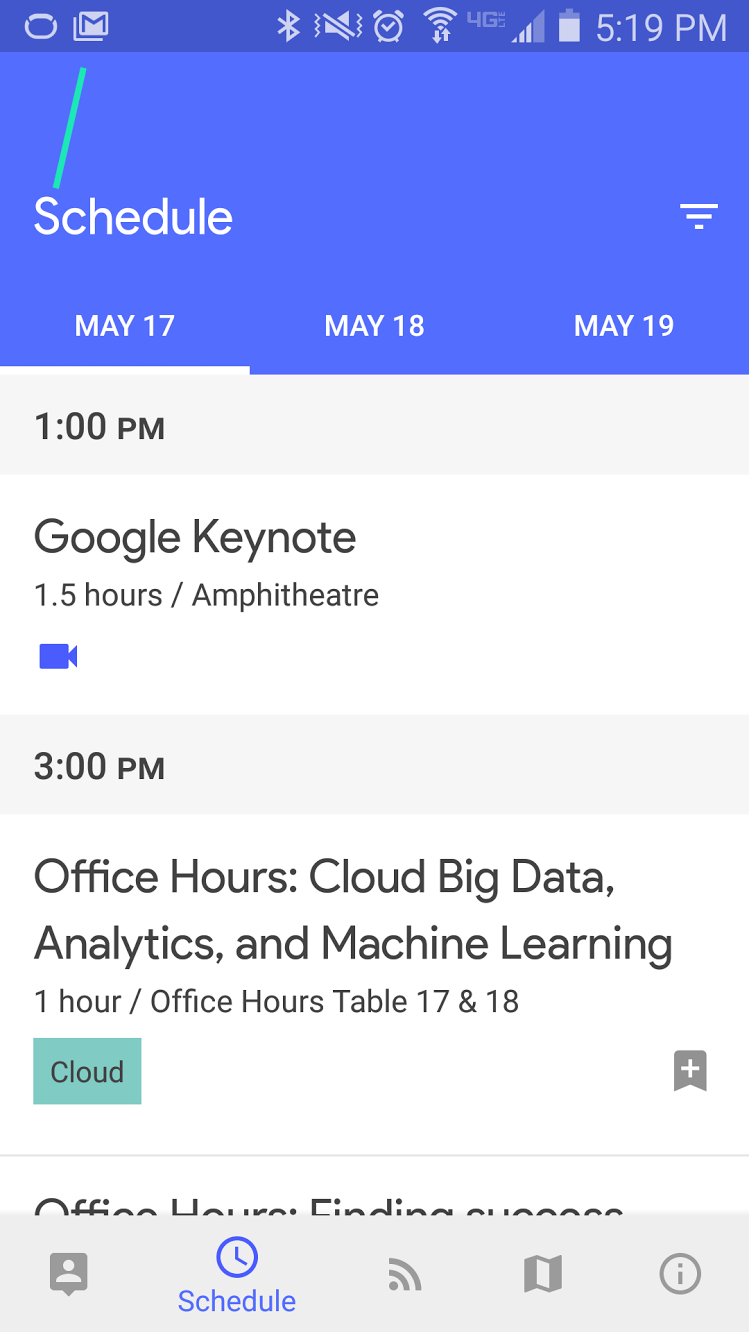 4G LTE 5:19 PM
Schedule
MAY 17 MAY 18 MAY 19
1:00 PM
Google Keynote
1.5 hours / Amphitheatre
3:00 PM
Office Hours: Cloud Big Data,
Analytics, and Machine Learning
1 hour / Office Hours Table 17 & 18
Cloud
Office Hours: Finding success
Schedule